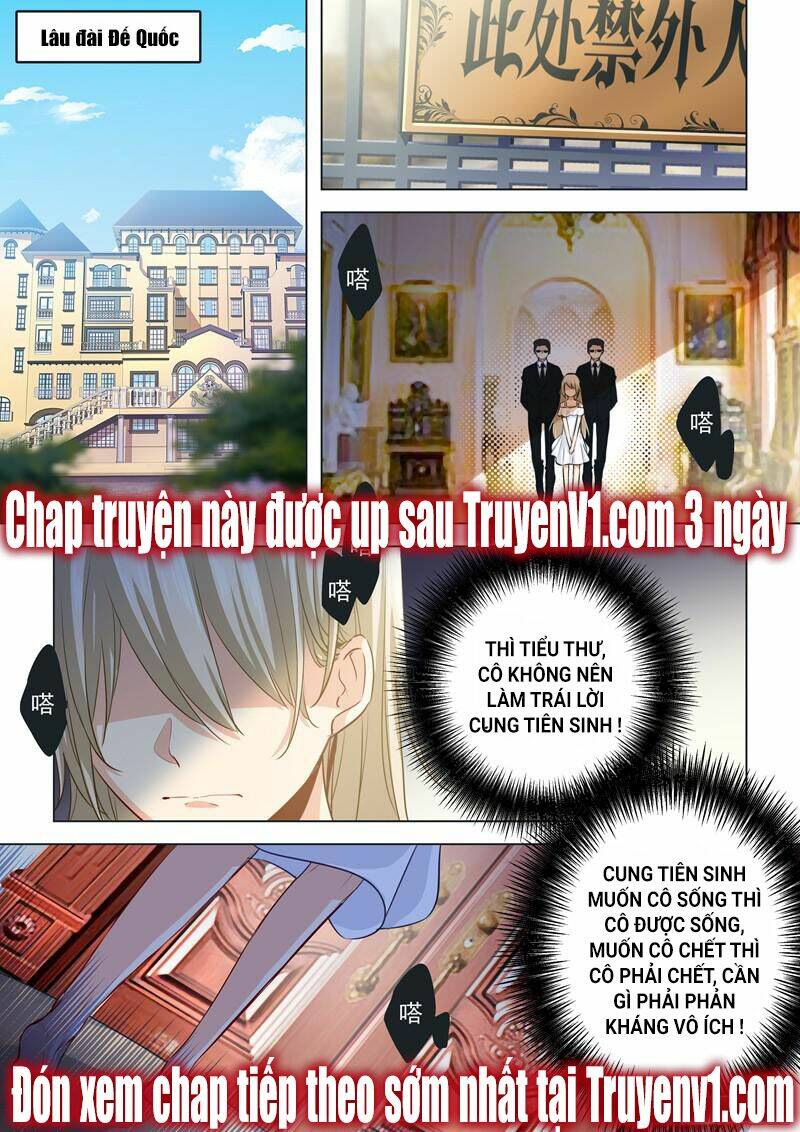 Lâu đài Đế Quốc
此处禁外人
嗒
嗒
Chap truyện này được up sau TruyenV1.com 3 ngày
嗒
嗒
嗒
THÌ TIỂU THƯ,
CÔ KHÔNG NÊN
LÀM TRÁI LỜI
CUNG TIÊN SINH !
CUNG TIÊN SINH
MUỐN CÔ SỐNG THÌ
CÔ ĐƯỢC SỐNG,
MUỐN CÔ CHẾT THÌ
CÔ PHẢI CHẾT, CẦN
GÌ PHẢI PHẢN
KHÁNG VÔ ÍCH !
嗒
Đón xem chap tiếp theo sớm nhất tại Truyenv1.com